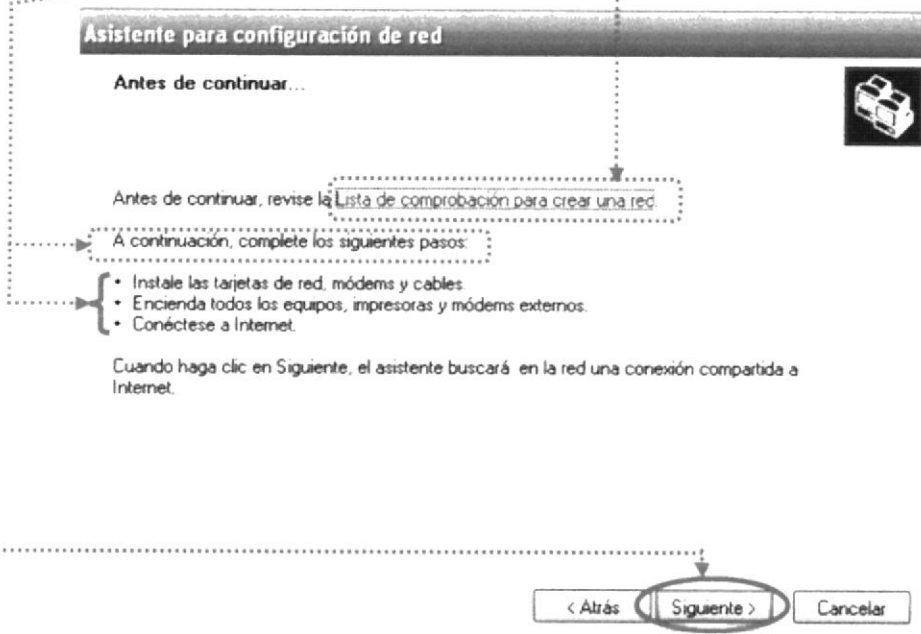 Asistente para configuración de red
Antes de continuar...
Antes de continuar, revise la Lista de comprobación para crear una red.
A continuación, complete los siguientes pasos:
• Instale las tarjetas de red, módems y cables.
• Encienda todos los equipos, impresoras y módems externos.
• Conéctese a Internet.
Cuando haga clic en Siguiente, el asistente buscará en la red una conexión compartida a
Internet.
< Atrás Siguiente > Cancelar